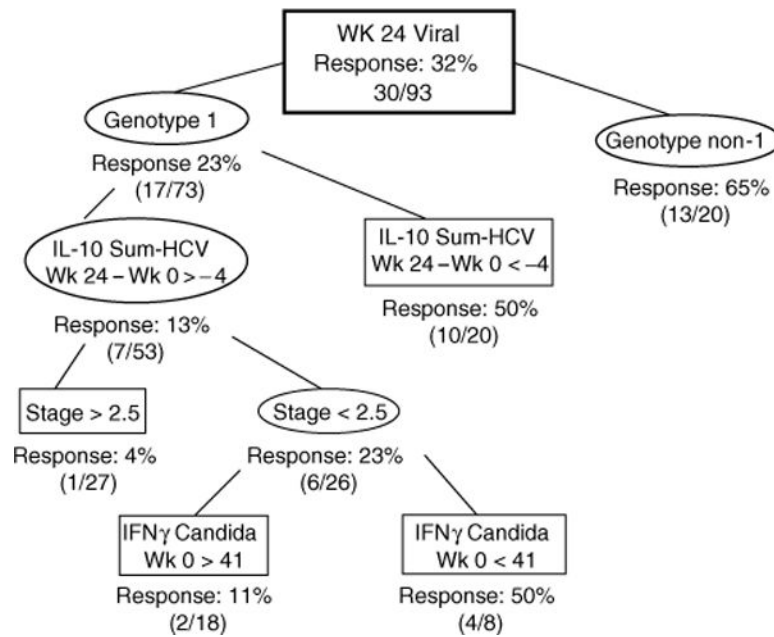 WK 24 Viral
Response: 32%
30/93
Genotype 1
Response 23%
(17/73)
Genotype non-1
Response: 65%
(13/20)
IL-10 Sum-HCV
Wk 24 – Wk 0 > – 4
Response: 13%
(7/53)
IL-10 Sum-HCV
Wk 24 – Wk 0 < –4
Response: 50%
(10/20)
Stage > 2.5
Response: 4%
(1/27)
Stage < 2.5
Response: 23%
(6/26)
IFNγ Candida
Wk 0 > 41
Response: 11%
(2/18)
IFNγ Candida
Wk 0 < 41
Response: 50%
(4/8)